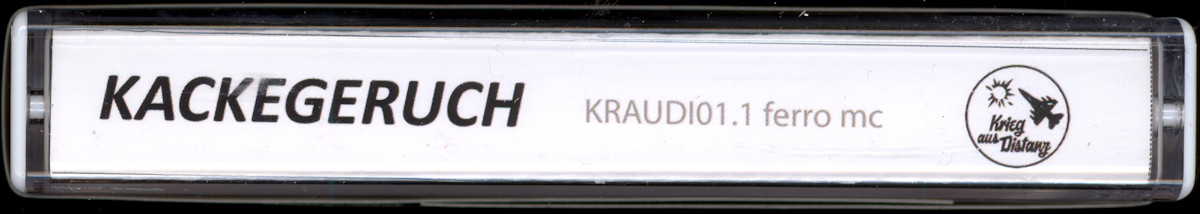 KACKEGERUCH
KRAUDI01.1 ferro mc
Krieg
aus Distanz